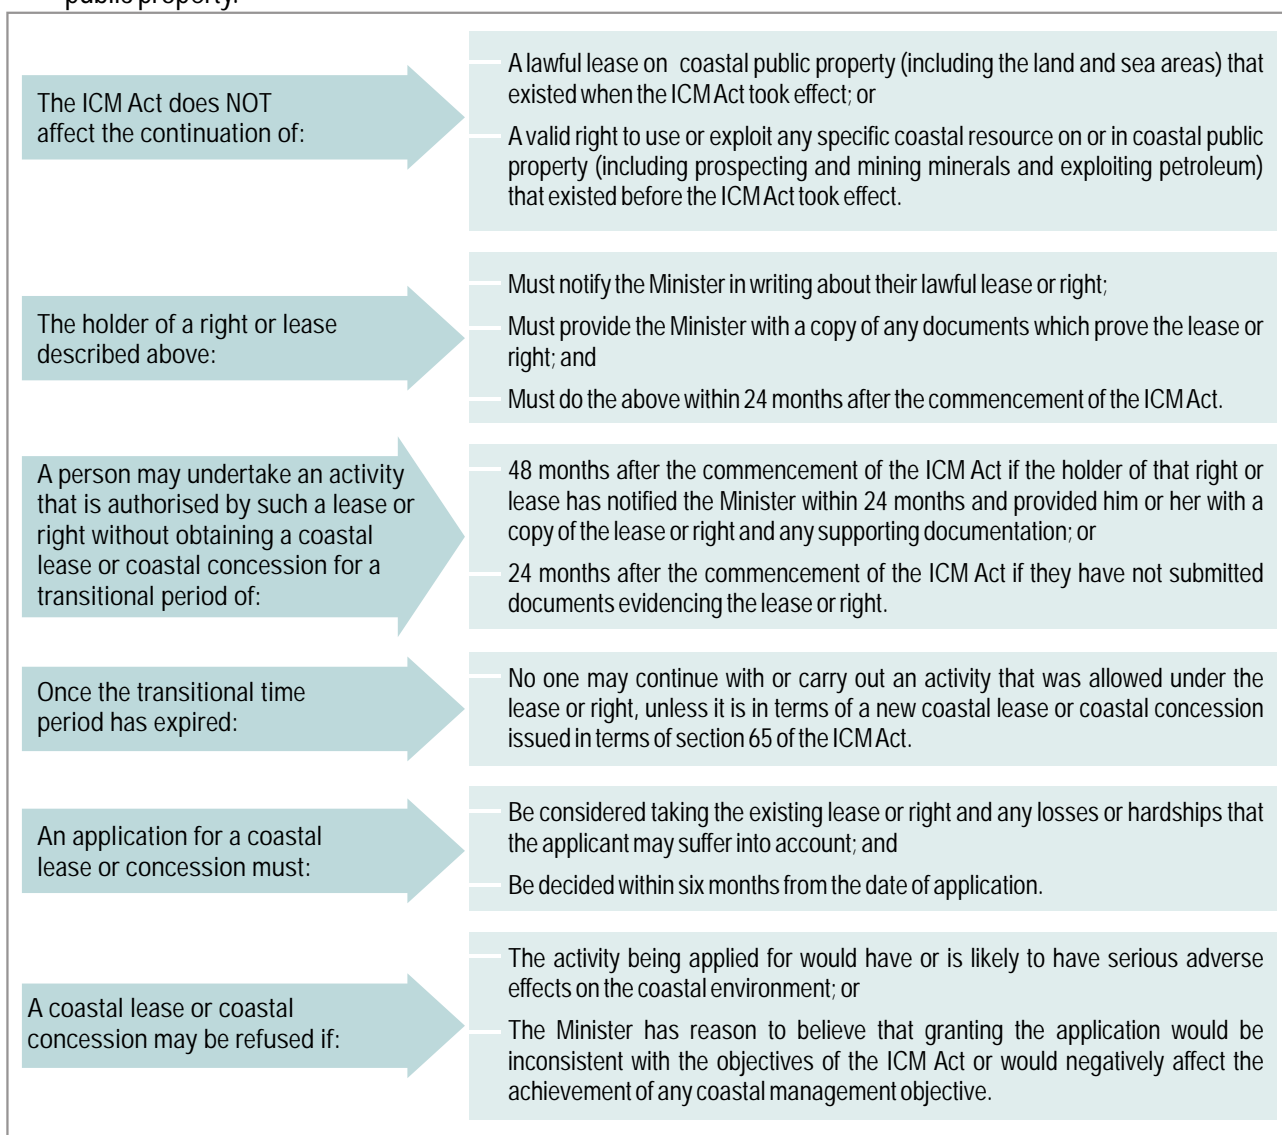 public property.
The ICM Act does NOT
affect the continuation of:
A lawful lease on coastal public property (including the land and sea areas) that
existed when the ICM Act took effect; or
A valid right to use or exploit any specific coastal resource on or in coastal public
property (including prospecting and mining minerals and exploiting petroleum)
that existed before the ICM Act took effect.
The holder of a right or lease
described above:
Must notify the Minister in writing about their lawful lease or right;
Must provide the Minister with a copy of any documents which prove the lease or
right; and
Must do the above within 24 months after the commencement of the ICM Act.
A person may undertake an activity
that is authorised by such a lease or
right without obtaining a coastal
lease or coastal concession for a
transitional period of:
48 months after the commencement of the ICM Act if the holder of that right or
lease has notified the Minister within 24 months and provided him or her with a
copy of the lease or right and any supporting documentation; or
24 months after the commencement of the ICM Act if they have not submitted
documents evidencing the lease or right.
Once the transitional time
period has expired:
No one may continue with or carry out an activity that was allowed under the
lease or right, unless it is in terms of a new coastal lease or coastal concession
issued in terms of section 65 of the ICM Act.
An application for a coastal
lease or concession must:
Be considered taking the existing lease or right and any losses or hardships that
the applicant may suffer into account; and
Be decided within six months from the date of application.
A coastal lease or coastal
concession may be refused if:
The activity being applied for would have or is likely to have serious adverse
effects on the coastal environment; or
The Minister has reason to believe that granting the application would be
inconsistent with the objectives of the ICM Act or would negatively affect the
achievement of any coastal management objective.